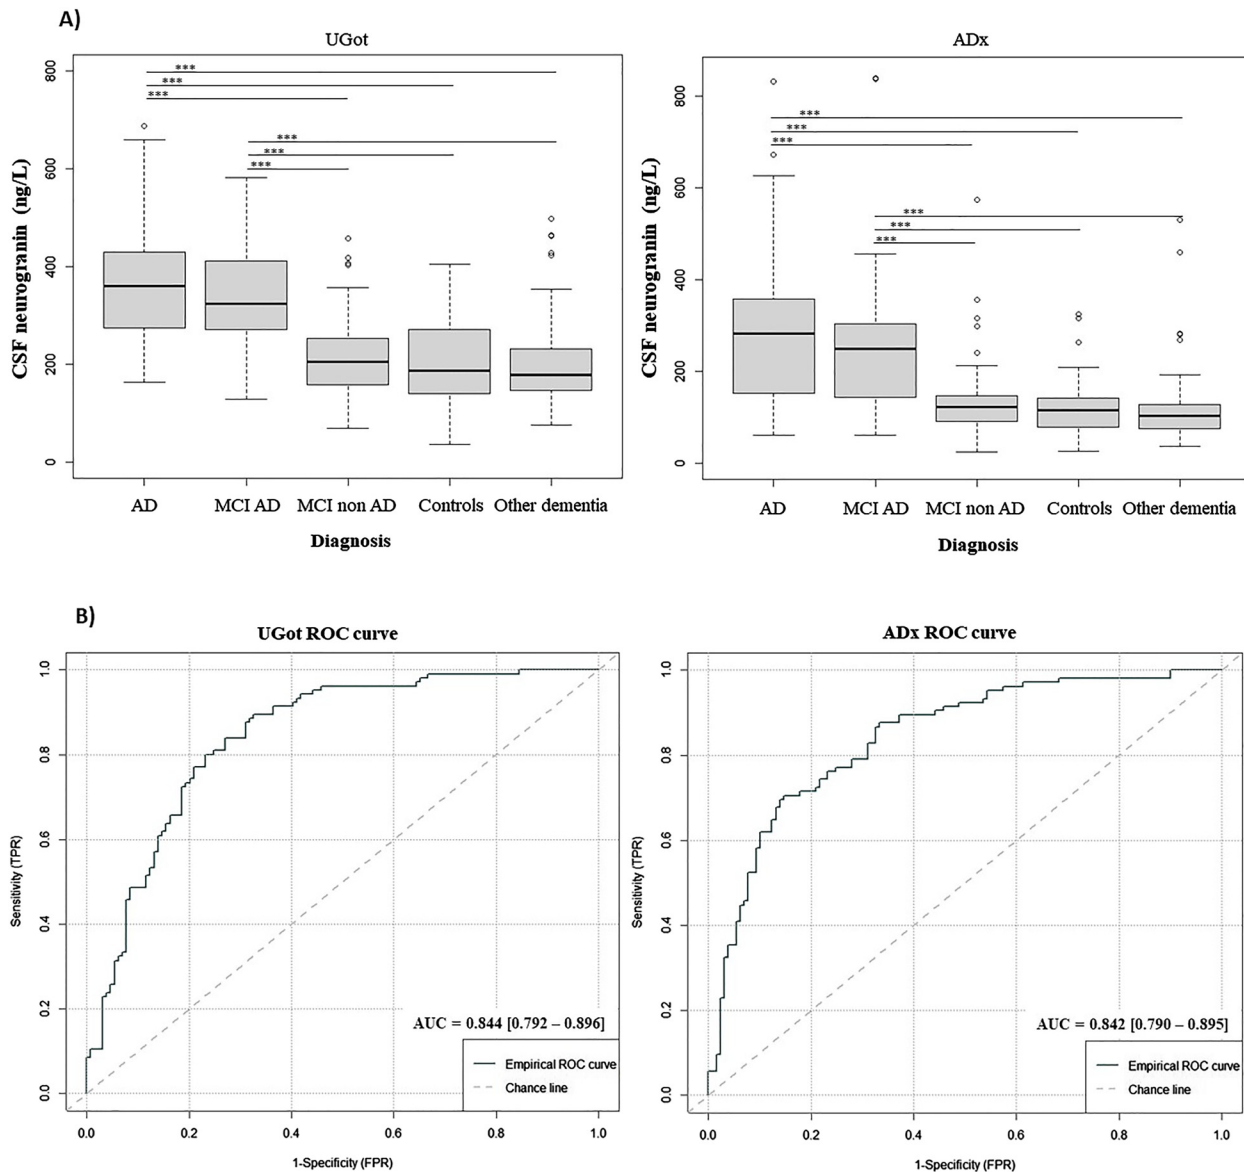 A)
UGot
CSF neurogranin (ng/L)
800
600
400
200
0
***
***
***
***
***
***
AD MCI AD MCI non AD Controls Other dementia
Diagnosis
ADx
CSF neurogranin (ng/L)
800
600
400
200
0
***
***
***
***
***
***
AD MCI AD MCI non AD Controls Other dementia
Diagnosis
B)
UGot ROC curve
Sensitivity (TPR)
1.0
0.8
0.6
0.4
0.2
0.0
AUC = 0.844 [0.792 – 0.896]
Empirical ROC curve
Chance line
0.0 0.2 0.4 0.6 0.8 1.0
1-Specificity (FPR)
ADx ROC curve
Sensitivity (TPR)
1.0
0.8
0.6
0.4
0.2
0.0
AUC = 0.842 [0.790 – 0.895]
Empirical ROC curve
Chance line
0.0 0.2 0.4 0.6 0.8 1.0
1-Specificity (FPR)